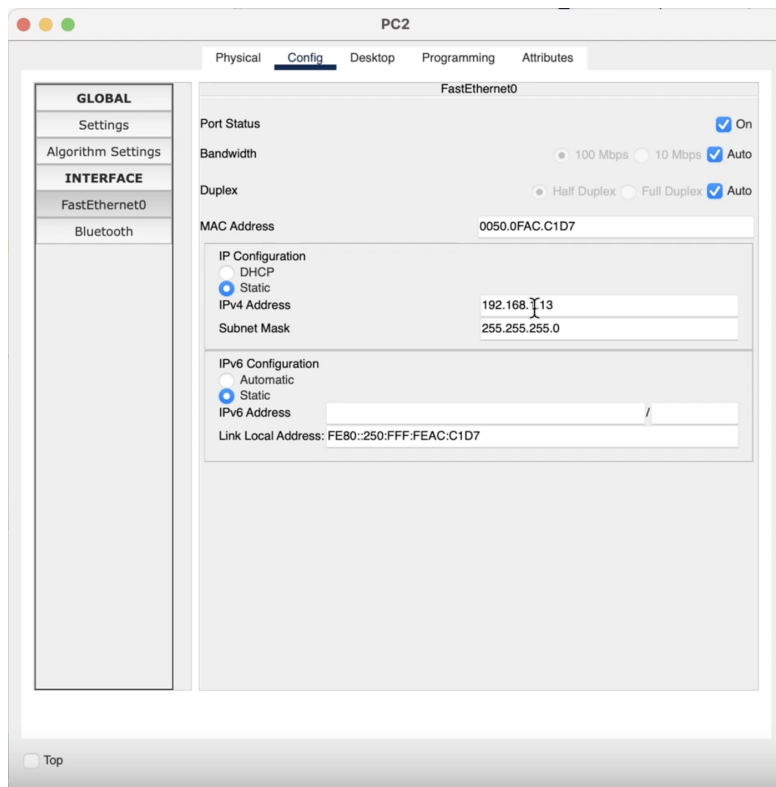 PC2
Physical Config Desktop Programming Attributes
GLOBAL
Settings
Algorithm Settings
INTERFACE
FastEthernet0
Bluetooth
FastEthernet0
Port Status On
Bandwidth 100 Mbps 10 Mbps Auto
Duplex Half Duplex Full Duplex Auto
MAC Address 0050.0FAC.C1D7
IP Configuration
DHCP
Static
IPv4 Address 192.168.1.13
Subnet Mask 255.255.255.0
IPv6 Configuration
Automatic
Static
IPv6 Address /
Link Local Address: FE80::250:FFF:FEAC:C1D7
Top